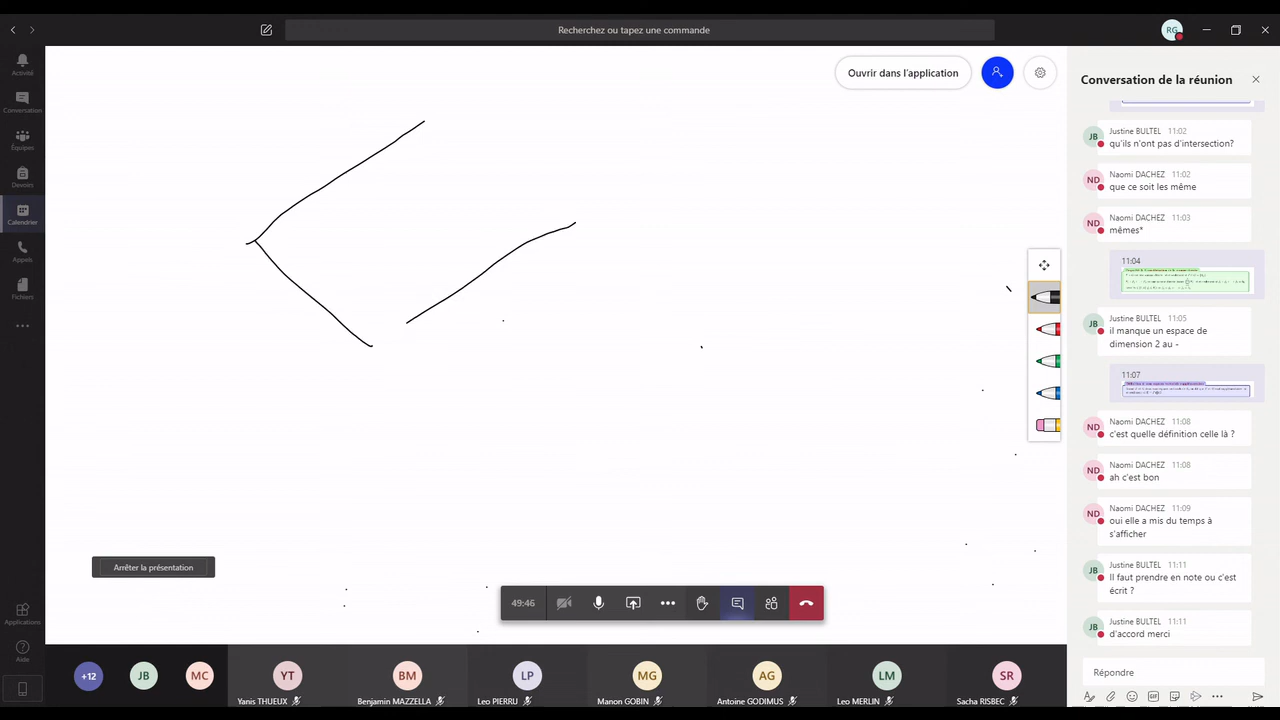 Recherchez ou tapez une commande
RG
Activité
Conversation
Équipes
Devoirs
Calendrier
Appels
Fichiers
Applications
Aide
Ouvrir dans l'application
Arrêter la présentation
49:46
+12
JB
MC
YT
Yanis THUEUX
BM
Benjamin MAZZELLA
LP
Leo PIERRU
MG
Manon GOBIN
AG
Antoine GODIMUS
LM
Leo MERLIN
SR
Sacha RISBEC
Conversation de la réunion
JB
Justine BULTEL 11:02
qu'ils n'ont pas d'intersection?
ND
Naomi DACHEZ 11:02
que ce soit les même
ND
Naomi DACHEZ 11:03
mêmes*
11:04
JB
Justine BULTEL 11:05
il manque un espace de
dimension 2 au -
11:07
ND
Naomi DACHEZ 11:08
c'est quelle définition celle là ?
ND
Naomi DACHEZ 11:08
ah c'est bon
ND
Naomi DACHEZ 11:09
oui elle a mis du temps à
s'afficher
JB
Justine BULTEL 11:11
Il faut prendre en note ou c'est
écrit ?
JB
Justine BULTEL 11:11
d'accord merci
Répondre
GIF